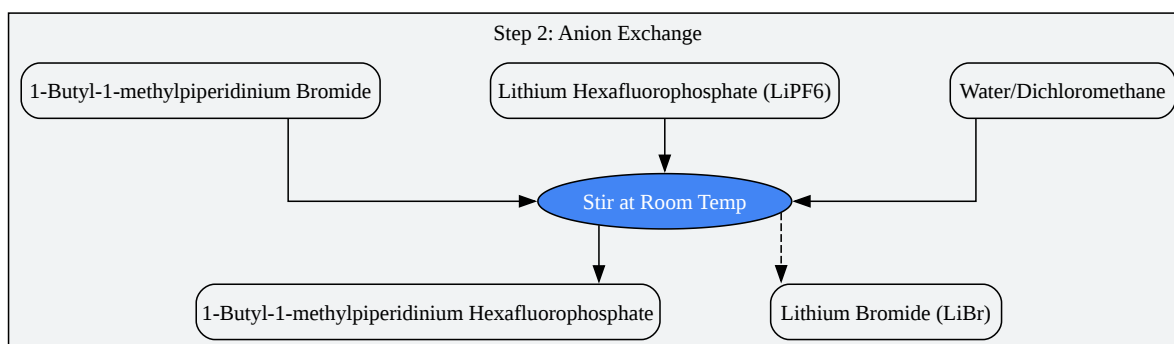 Step 2: Anion Exchange
1-Butyl-1-methylpiperidinium Bromide
Lithium Hexafluorophosphate (LiPF6)
Water/Dichloromethane
Stir at Room Temp
1-Butyl-1-methylpiperidinium Hexafluorophosphate
Lithium Bromide (LiBr)